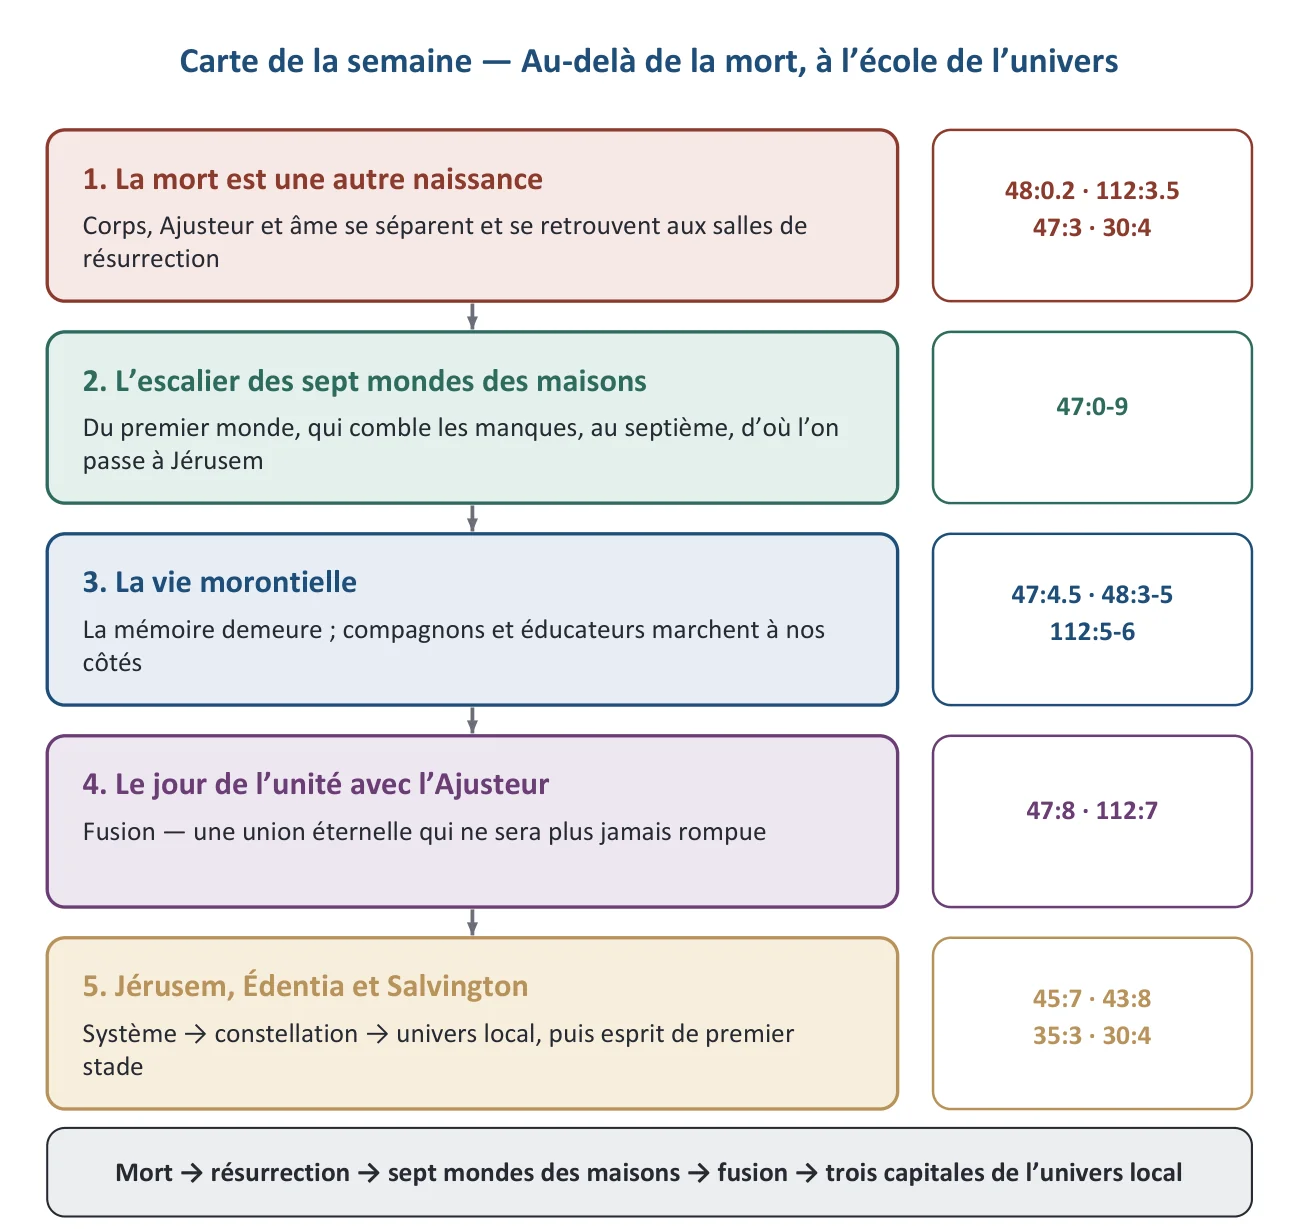 Carte de la semaine — Au-delà de la mort, à l’école de l’univers
1. La mort est une autre naissance
Corps, Ajusteur et âme se séparent et se retrouvent aux salles de
résurrection
48:0.2 · 112:3.5
47:3 · 30:4
2. L’escalier des sept mondes des maisons
Du premier monde, qui comble les manques, au septième, d’où l’on
passe à Jérusem
47:0-9
3. La vie morontielle
La mémoire demeure ; compagnons et éducateurs marchent à nos
côtés
47:4.5 · 48:3-5
112:5-6
4. Le jour de l’unité avec l’Ajusteur
Fusion — une union éternelle qui ne sera plus jamais rompue
47:8 · 112:7
5. Jérusem, Édentia et Salvington
Système → constellation → univers local, puis esprit de premier
stade
45:7 · 43:8
35:3 · 30:4
Mort → résurrection → sept mondes des maisons → fusion → trois capitales de l’univers local